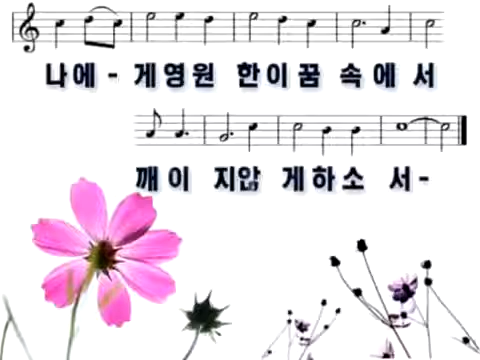 나에 - 게영원 한이꿈 속에서
깨이 지않 게하소 서-